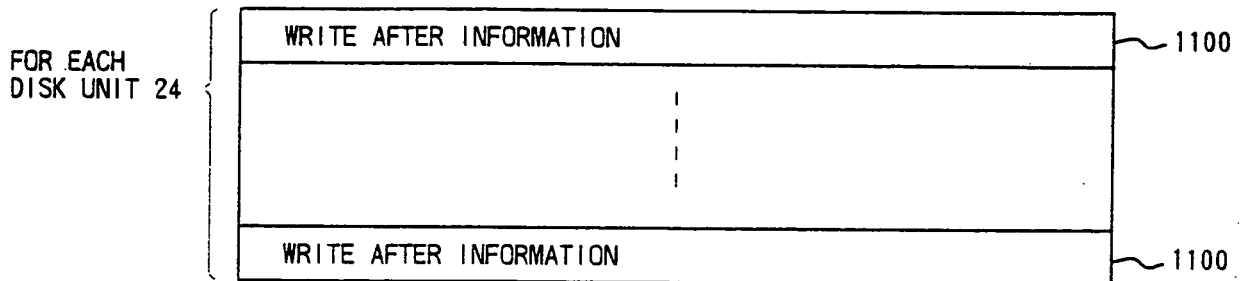 WRITE AFTER INFORMATION
1100
FOR EACH
DISK UNIT 24
WRITE AFTER INFORMATION
1100